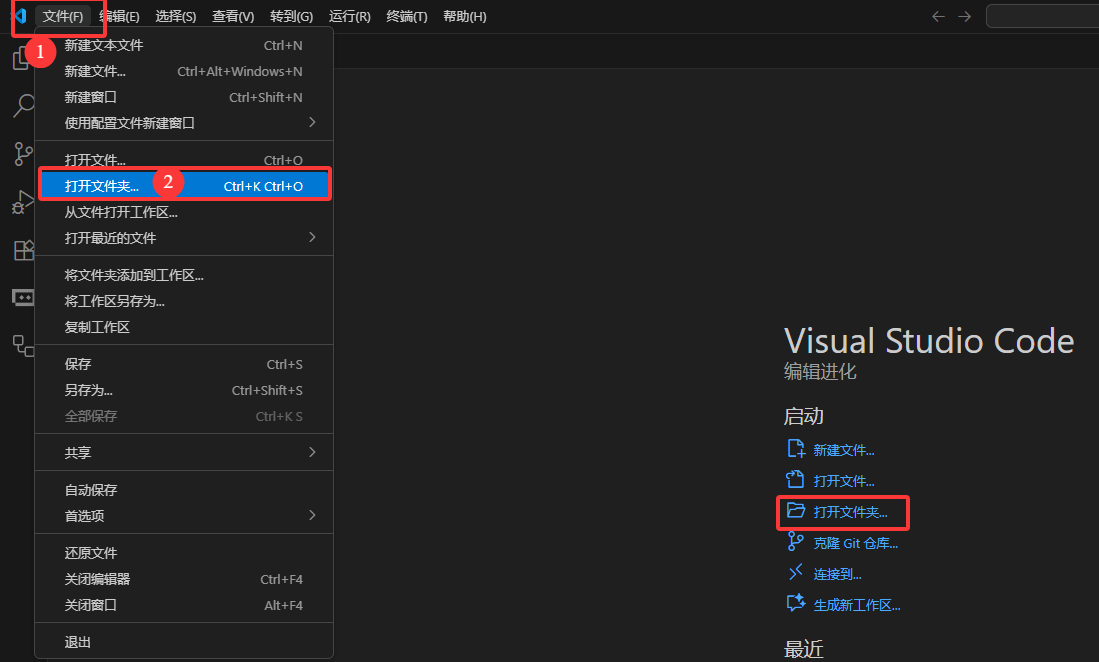 文件(F) 编辑(E) 选择(S) 查看(V) 转到(G) 运行(R) 终端(T) 帮助(H)
1
新建文本文件 Ctrl+N
新建文件... Ctrl+Alt+Windows+N
新建窗口 Ctrl+Shift+N
使用配置文件新建窗口
打开文件... Ctrl+O
打开文件夹... 2 Ctrl+K Ctrl+O
从文件打开工作区...
打开最近的文件
将文件夹添加到工作区...
将工作区另存为...
复制工作区
保存 Ctrl+S
另存为... Ctrl+Shift+S
全部保存 Ctrl+K S
共享
自动保存
首选项
还原文件
关闭编辑器 Ctrl+F4
关闭窗口 Alt+F4
退出
Visual Studio Code
编辑进化
启动
新建文件...
打开文件...
打开文件夹...
克隆 Git 仓库...
连接到...
生成新工作区...
最近